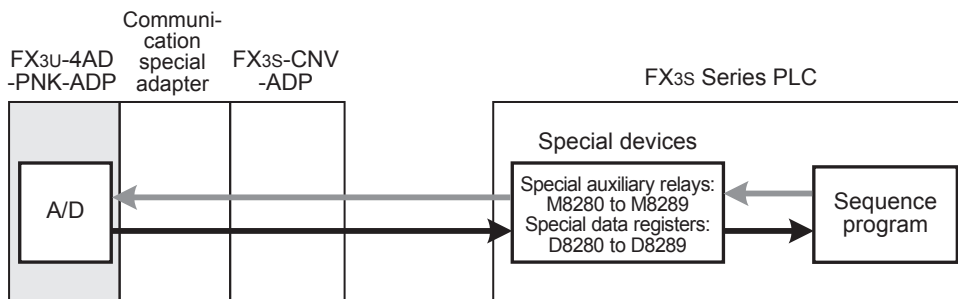 Communi-
cation
special
adapter
FX3U-4AD
-PNK-ADP
FX3S-CNV
-ADP
FX3S Series PLC
Special devices
A/D
Special auxiliary relays:
M8280 to M8289
Special data registers:
D8280 to D8289
Sequence
program